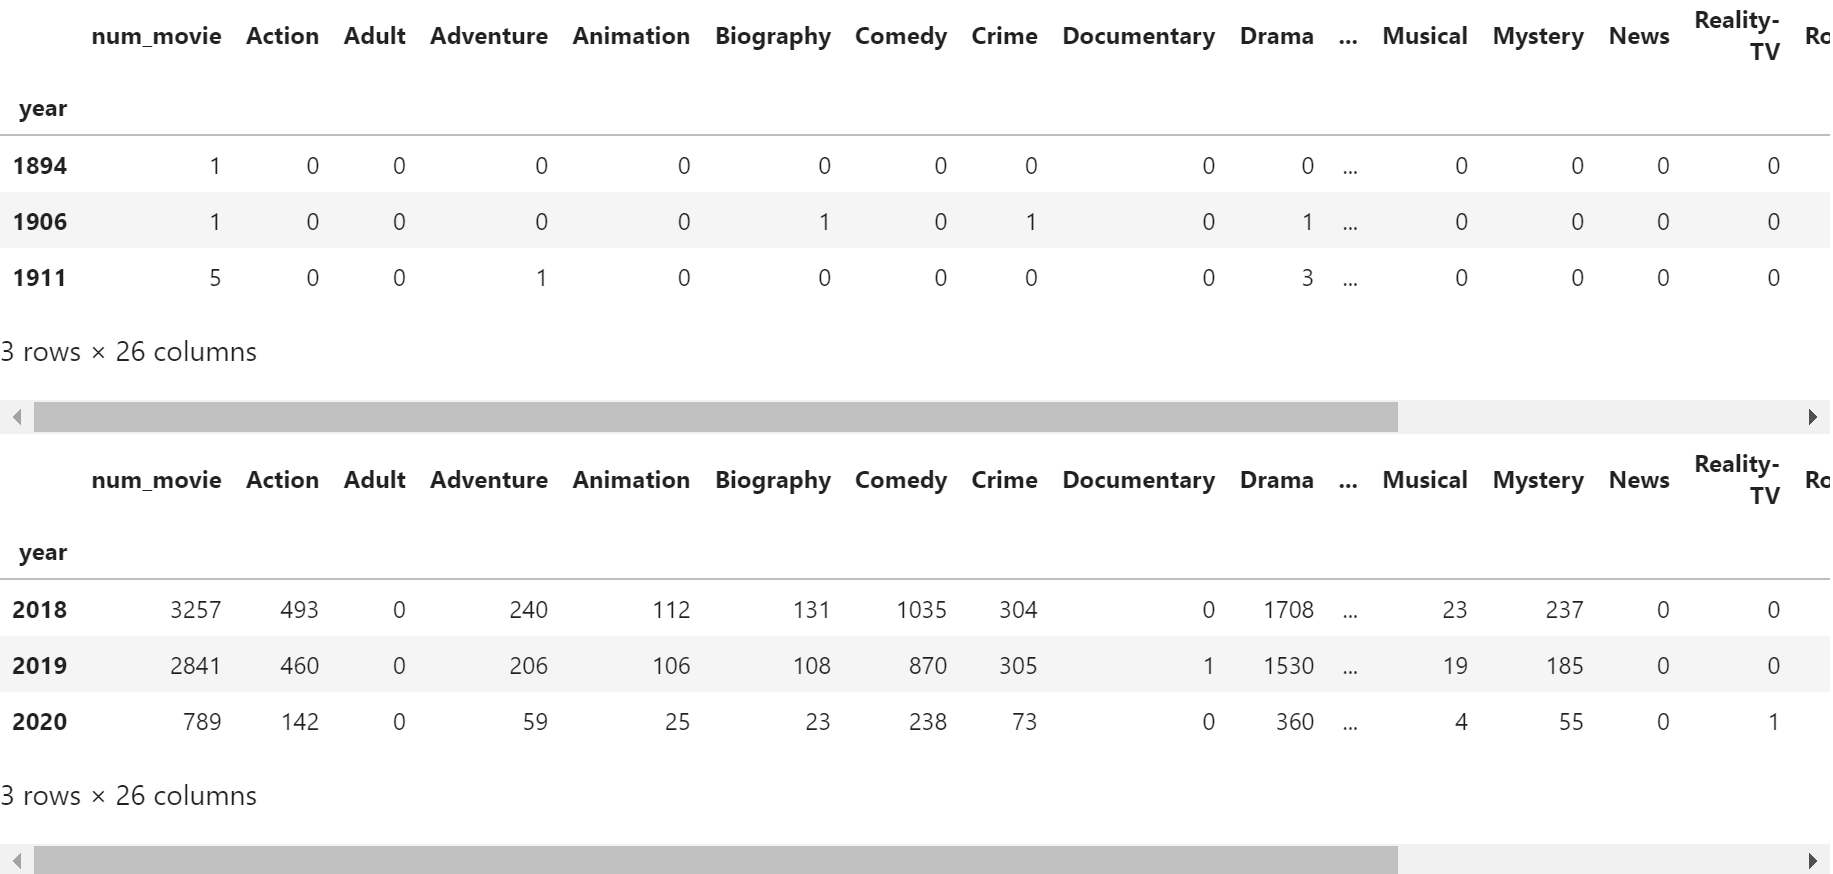 num_movie Action Adult Adventure Animation Biography Comedy Crime Documentary Drama ... Musical Mystery News Reality-TV Ro
year
1894 1 0 0 0 0 0 0 0 0 0 ... 0 0 0 0
1906 1 0 0 0 0 1 0 1 0 1 ... 0 0 0 0
1911 5 0 0 1 0 0 0 0 0 3 ... 0 0 0 0
3 rows × 26 columns
num_movie Action Adult Adventure Animation Biography Comedy Crime Documentary Drama ... Musical Mystery News Reality-TV Ro
year
2018 3257 493 0 240 112 131 1035 304 0 1708 ... 23 237 0 0
2019 2841 460 0 206 106 108 870 305 1 1530 ... 19 185 0 0
2020 789 142 0 59 25 23 238 73 0 360 ... 4 55 0 1
3 rows × 26 columns